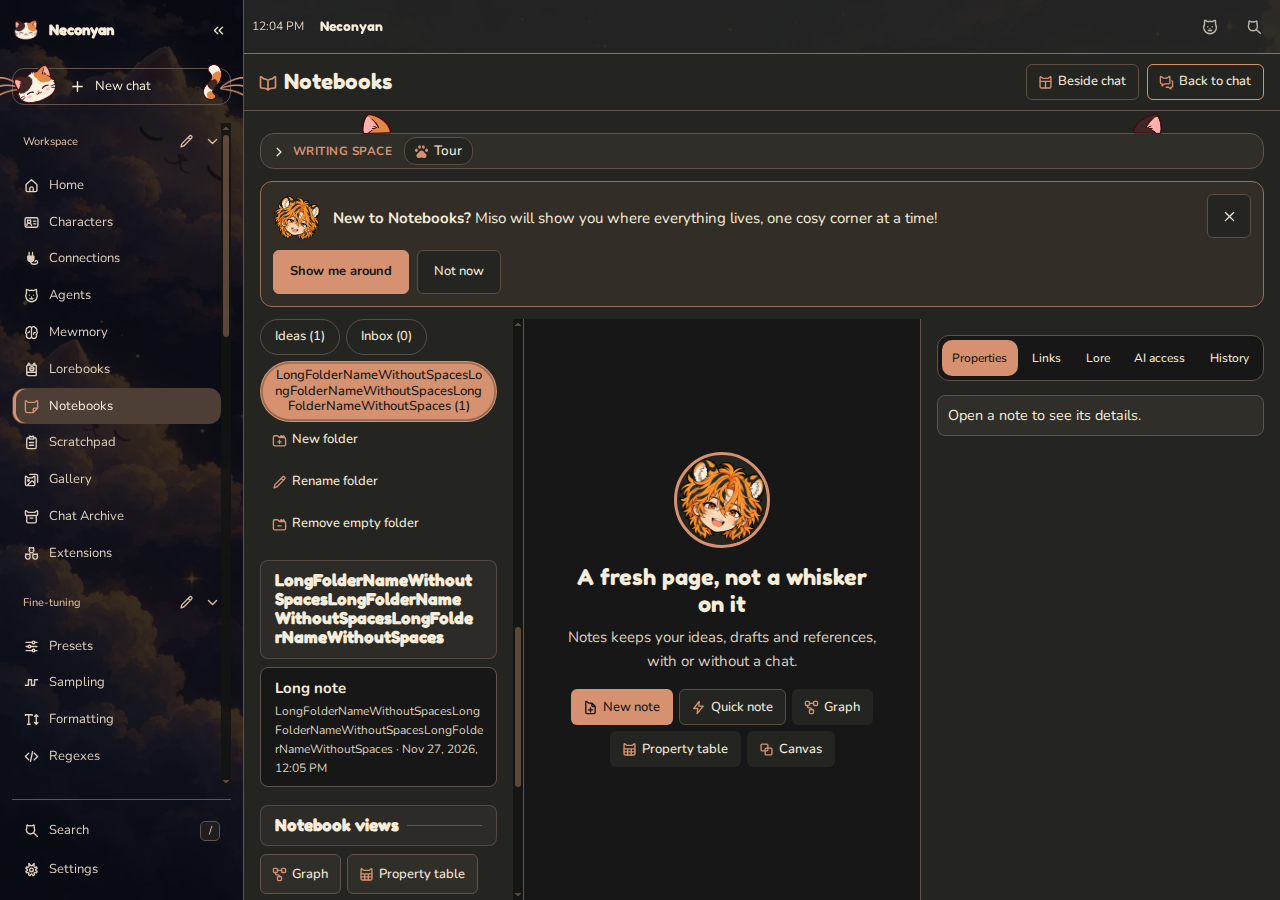 Neconyan
New chat
Workspace
Home
Characters
Connections
Agents
Mewmory
Lorebooks
Notebooks
Scratchpad
Gallery
Chat Archive
Extensions
Fine-tuning
Presets
Sampling
Formatting
Regexes
Search /
Settings
12:04 PM Neconyan
Notebooks
Beside chat
Back to chat
WRITING SPACE
Tour
New to Notebooks? Miso will show you where everything lives, one cosy corner at a time!
Show me around
Not now
Ideas (1)
Inbox (0)
LongFolderNameWithoutSpacesLo
ngFolderNameWithoutSpacesLong
FolderNameWithoutSpaces (1)
New folder
Rename folder
Remove empty folder
LongFolderNameWithout
SpacesLongFolderName
WithoutSpacesLongFolde
rNameWithoutSpaces
Long note
LongFolderNameWithoutSpacesLong
FolderNameWithoutSpacesLongFolde
rNameWithoutSpaces · Nov 27, 2026,
12:05 PM
Notebook views
Graph
Property table
A fresh page, not a whisker
on it
Notes keeps your ideas, drafts and references,
with or without a chat.
New note
Quick note
Graph
Property table
Canvas
Properties
Links
Lore
AI access
History
Open a note to see its details.